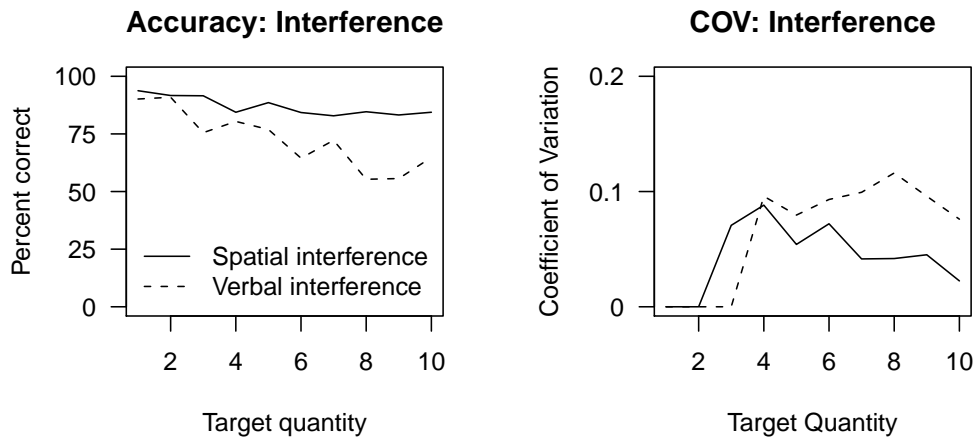 Accuracy: Interference
Percent correct
100
75
50
25
0
Spatial interference
Verbal interference
2 4 6 8 10
Target quantity
COV: Interference
Coefficient of Variation
0.2
0.1
0
2 4 6 8 10
Target Quantity